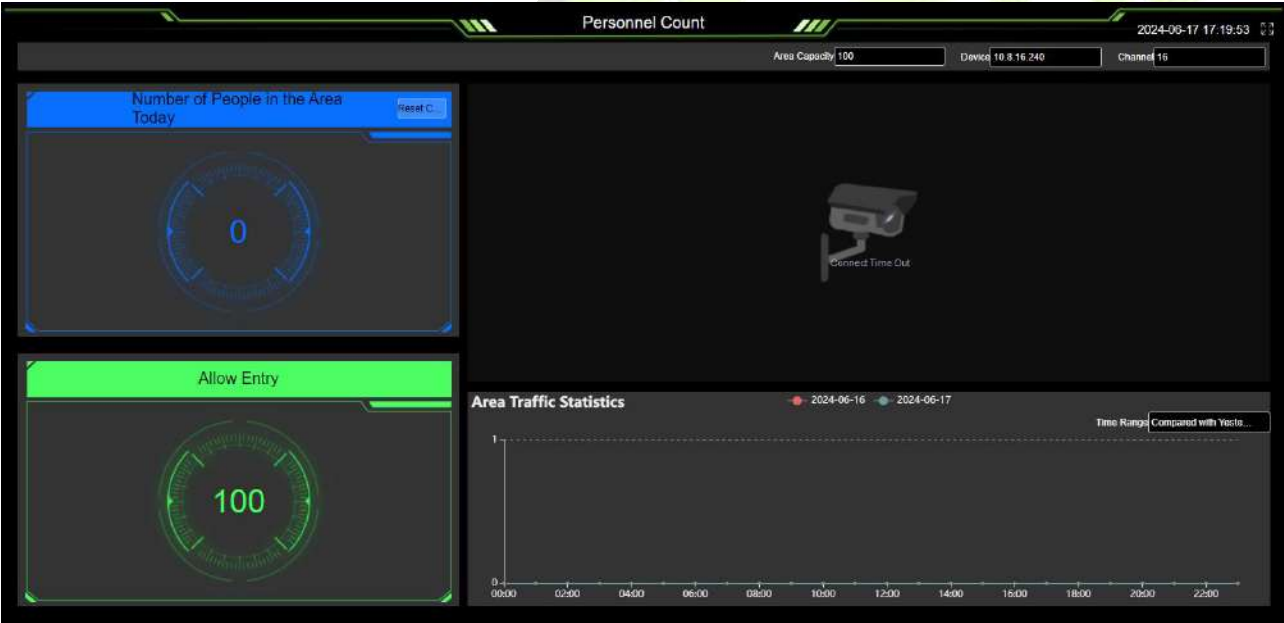 Personnel Count
2024-06-17 17:19:53
Area Capacity 100
Device 10.8.16.240
Channel 16
Number of People in the Area
Today
Reset C...
0
Connect Time Out
Allow Entry
100
Area Traffic Statistics
2024-06-16 2024-06-17
Time Range Compared with Yeste...
1
0
00:00 02:00 04:00 06:00 08:00 10:00 12:00 14:00 16:00 18:00 20:00 22:00